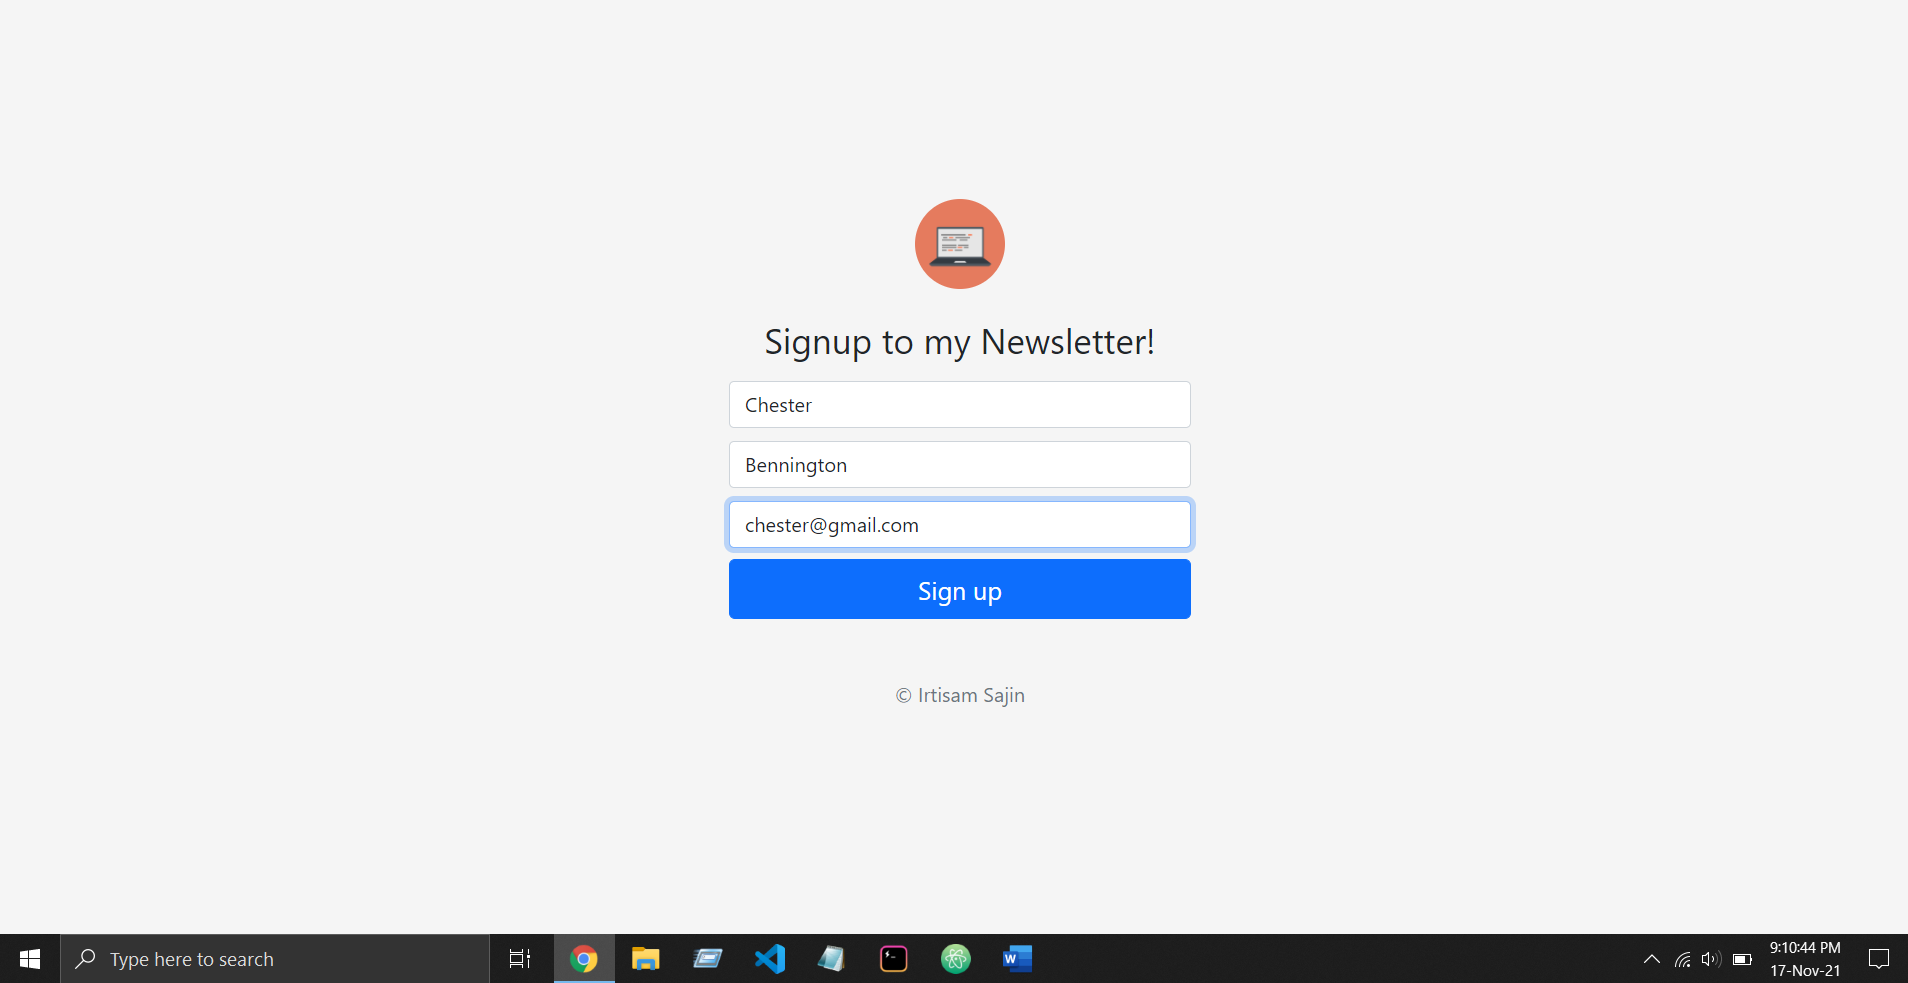 Signup to my Newsletter!
Chester
Bennington
chester@gmail.com
Sign up
© Irtisam Sajin
Type here to search
W
9:10:44 PM
17-Nov-21